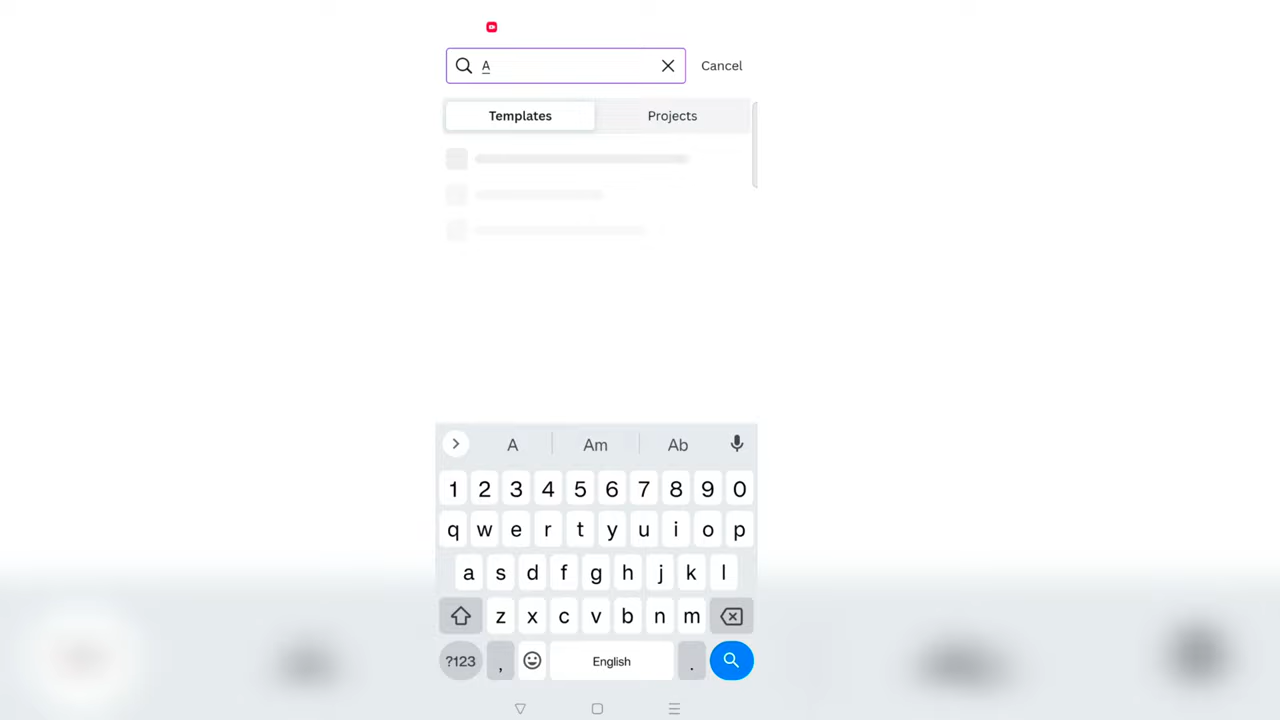 A Cancel
Templates Projects
A Am Ab
1 2 3 4 5 6 7 8 9 0
q w e r t y u i o p
a s d f g h j k l
z x c v b n m
?123 , English .